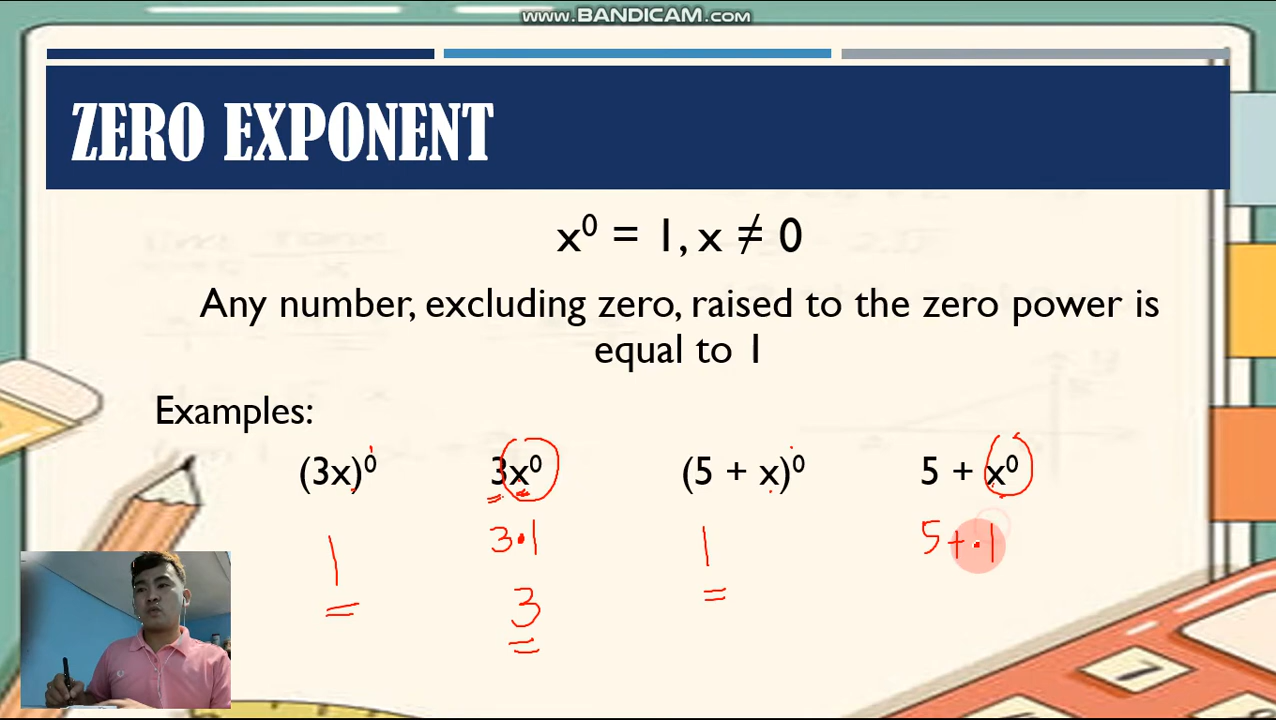 www.BANDICAM.com
ZERO EXPONENT
x⁰ = 1, x ≠ 0
Any number, excluding zero, raised to the zero power is
equal to 1
Examples:
(3x)⁰ 3x⁰ (5 + x)⁰ 5 + x⁰
1 3·1 1 5+1
3
7